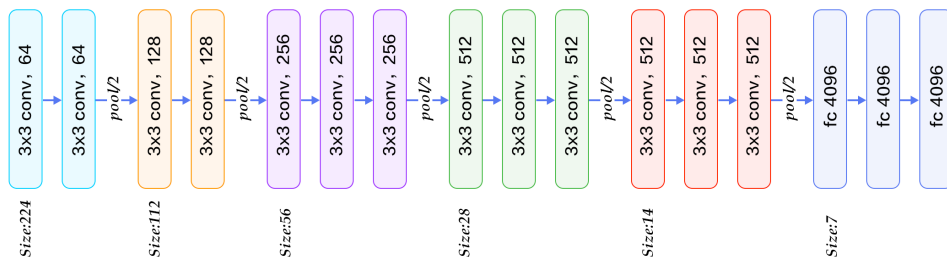 3x3 conv, 64
3x3 conv, 64
pool/2
3x3 conv, 128
3x3 conv, 128
pool/2
3x3 conv, 256
3x3 conv, 256
3x3 conv, 256
pool/2
3x3 conv, 512
3x3 conv, 512
3x3 conv, 512
pool/2
3x3 conv, 512
3x3 conv, 512
3x3 conv, 512
pool/2
fc 4096
fc 4096
fc 4096
Size:224
Size:112
Size:56
Size:28
Size:14
Size:7